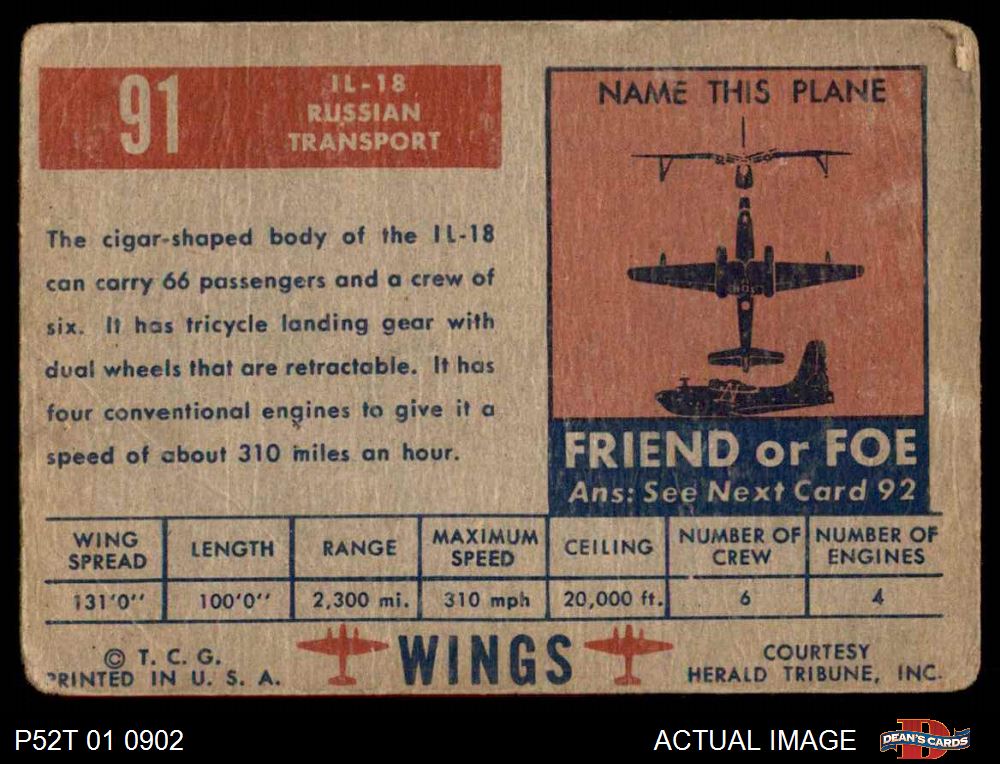 91
IL-18
RUSSIAN
TRANSPORT
The cigar-shaped body of the IL-18
can carry 66 passengers and a crew of
six. It has tricycle landing gear with
dual wheels that are retractable. It has
four conventional engines to give it a
speed of about 310 miles an hour.
NAME THIS PLANE
FRIEND or FOE
Ans: See Next Card 92
WING SPREAD
LENGTH
RANGE
MAXIMUM SPEED
CEILING
NUMBER OF CREW
NUMBER OF ENGINES
131'0''
100'0''
2,300 mi.
310 mph
20,000 ft.
6
4
© T. C. G.
PRINTED IN U. S. A.
WINGS
COURTESY
HERALD TRIBUNE, INC.
P52T 01 0902
ACTUAL IMAGE
D
DEAN'S CARDS